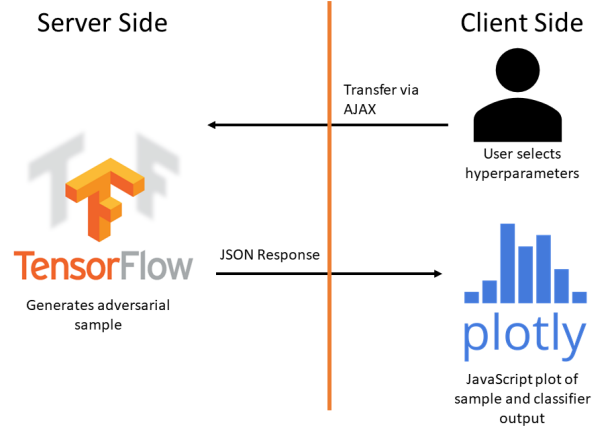 Server Side
Client Side
Transfer via
AJAX
User selects
hyperparameters
TF
TensorFlow
Generates adversarial
sample
JSON Response
plotly
JavaScript plot of
sample and classifier
output